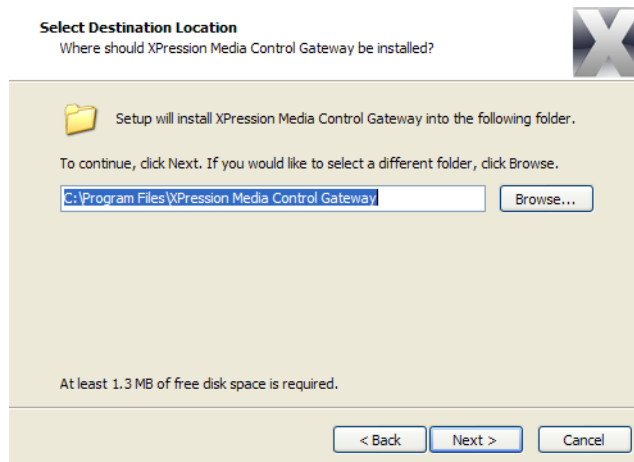 Select Destination Location
Where should XPression Media Control Gateway be installed?
X
Setup will install XPression Media Control Gateway into the following folder.
To continue, click Next. If you would like to select a different folder, click Browse.
C:\Program Files\XPression Media Control Gateway
Browse...
At least 1.3 MB of free disk space is required.
< Back
Next >
Cancel